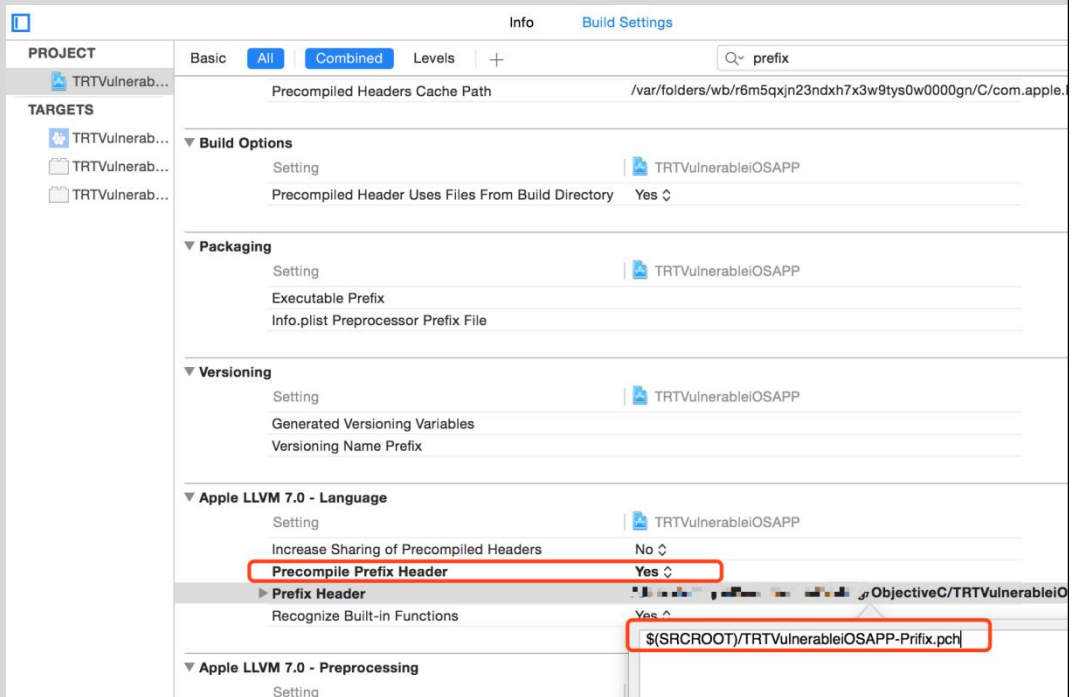 Info Build Settings
PROJECT
TRTVulnerab...
TARGETS
TRTVulnerab...
TRTVulnerab...
TRTVulnerab...
Basic All Combined Levels + prefix
Precompiled Headers Cache Path /var/folders/wb/r6m5qxjn23ndxh7x3w9tys0w0000gn/C/com.apple.
Build Options
Setting TRTVulnerableiOSAPP
Precompiled Header Uses Files From Build Directory Yes
Packaging
Setting TRTVulnerableiOSAPP
Executable Prefix
Info.plist Preprocessor Prefix File
Versioning
Setting TRTVulnerableiOSAPP
Generated Versioning Variables
Versioning Name Prefix
Apple LLVM 7.0 - Language
Setting TRTVulnerableiOSAPP
Increase Sharing of Precompiled Headers No
Precompile Prefix Header Yes
Prefix Header ObjectiveC/TRTVulnerableiO
Recognize Built-in Functions Yes
$(SRCROOT)/TRTVulnerableiOSAPP-Prifix.pch
Apple LLVM 7.0 - Preprocessing
Setting